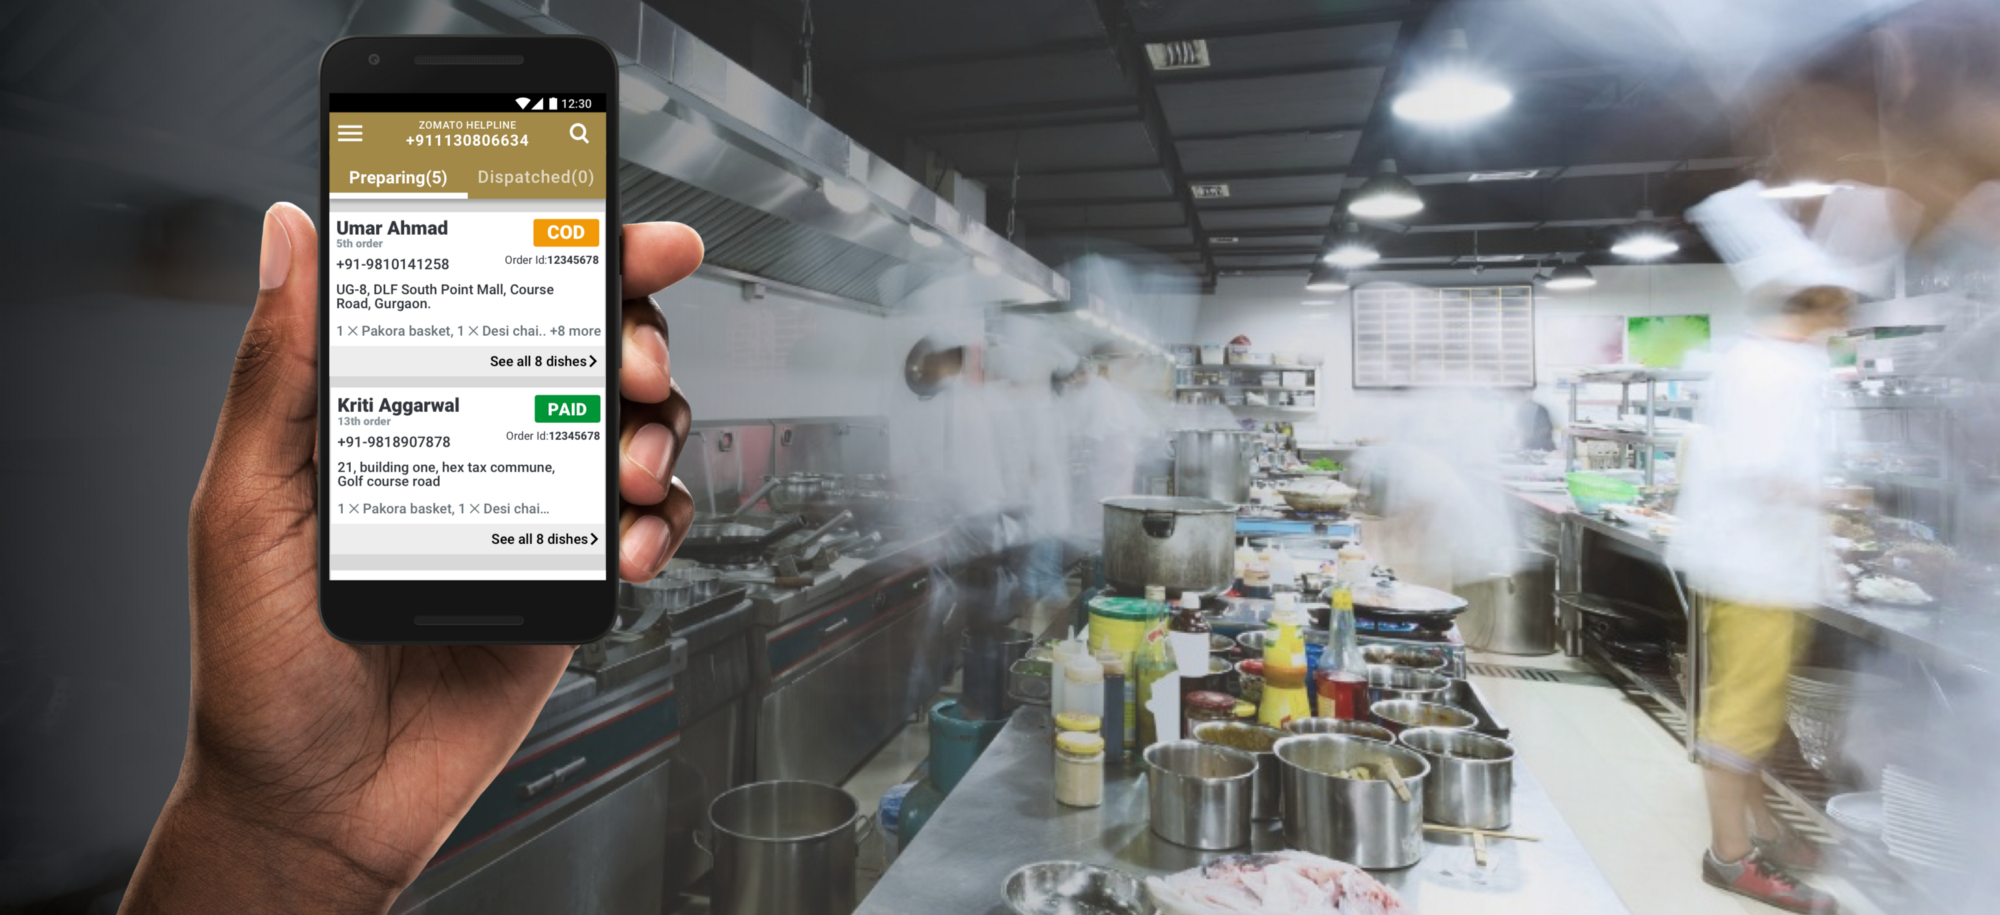 12:30
ZOMATO HELPLINE
+911130806634
Preparing(5) Dispatched(0)
Umar Ahmad COD
5th order
+91-9810141258 Order Id:12345678
UG-8, DLF South Point Mall, Course
Road, Gurgaon.
1 × Pakora basket, 1 × Desi chai.. +8 more
See all 8 dishes
Kriti Aggarwal PAID
13th order
+91-9818907878 Order Id:12345678
21, building one, hex tax commune,
Golf course road
1 × Pakora basket, 1 × Desi chai...
See all 8 dishes